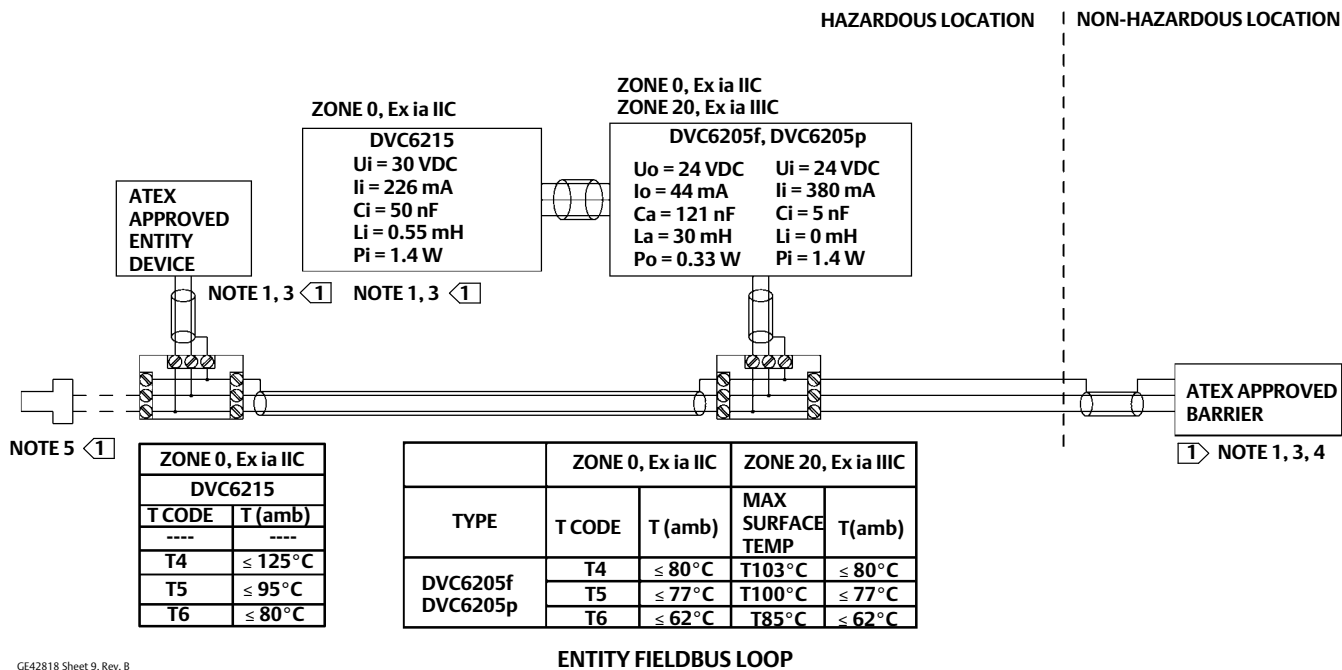 HAZARDOUS LOCATION
NON-HAZARDOUS LOCATION
ZONE 0, Ex ia IIC
ZONE 0, Ex ia IIC
ZONE 20, Ex ia IIIC
DVC6215
Ui = 30 VDC
Ii = 226 mA
Ci = 50 nF
Li = 0.55 mH
Pi = 1.4 W
DVC6205f, DVC6205p
Uo = 24 VDC Ui = 24 VDC
Io = 44 mA Ii = 380 mA
Ca = 121 nF Ci = 5 nF
La = 30 mH Li = 0 mH
Po = 0.33 W Pi = 1.4 W
ATEX
APPROVED
ENTITY
DEVICE
NOTE 1, 3 1
NOTE 1, 3 1
ATEX APPROVED
BARRIER
1 NOTE 1, 3, 4
NOTE 5 1
ZONE 0, Ex ia IIC
DVC6215
T CODE T (amb)
---- ----
T4 ≤ 125°C
T5 ≤ 95°C
T6 ≤ 80°C
ZONE 0, Ex ia IIC ZONE 20, Ex ia IIIC
TYPE T CODE T (amb) MAX SURFACE TEMP T(amb)
DVC6205f
DVC6205p
T4 ≤ 80°C T103°C ≤ 80°C
T5 ≤ 77°C T100°C ≤ 77°C
T6 ≤ 62°C T85°C ≤ 62°C
GE42818 Sheet 9, Rev. B
ENTITY FIELDBUS LOOP